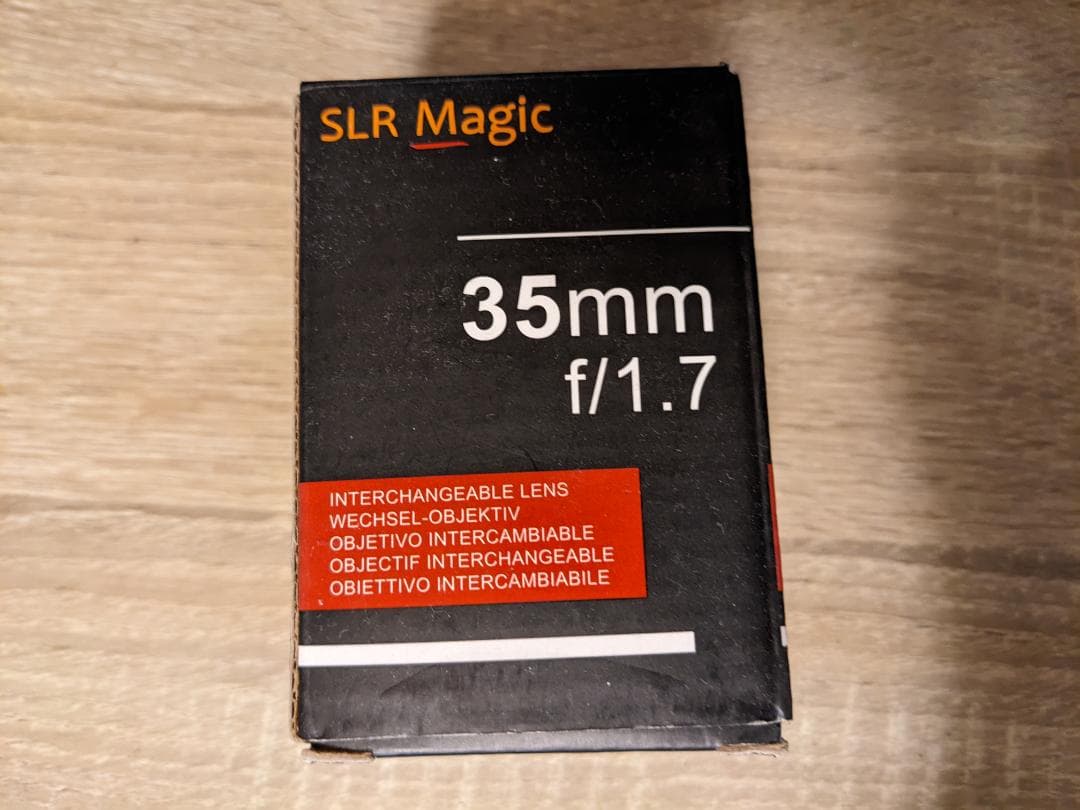 SLR Magic
35mm
f/1.7
INTERCHANGEABLE LENS
WECHSEL-OBJEKTIV
OBJETIVO INTERCAMBIABLE
OBJECTIF INTERCHANGEABLE
OBIETTIVO INTERCAMBIABILE